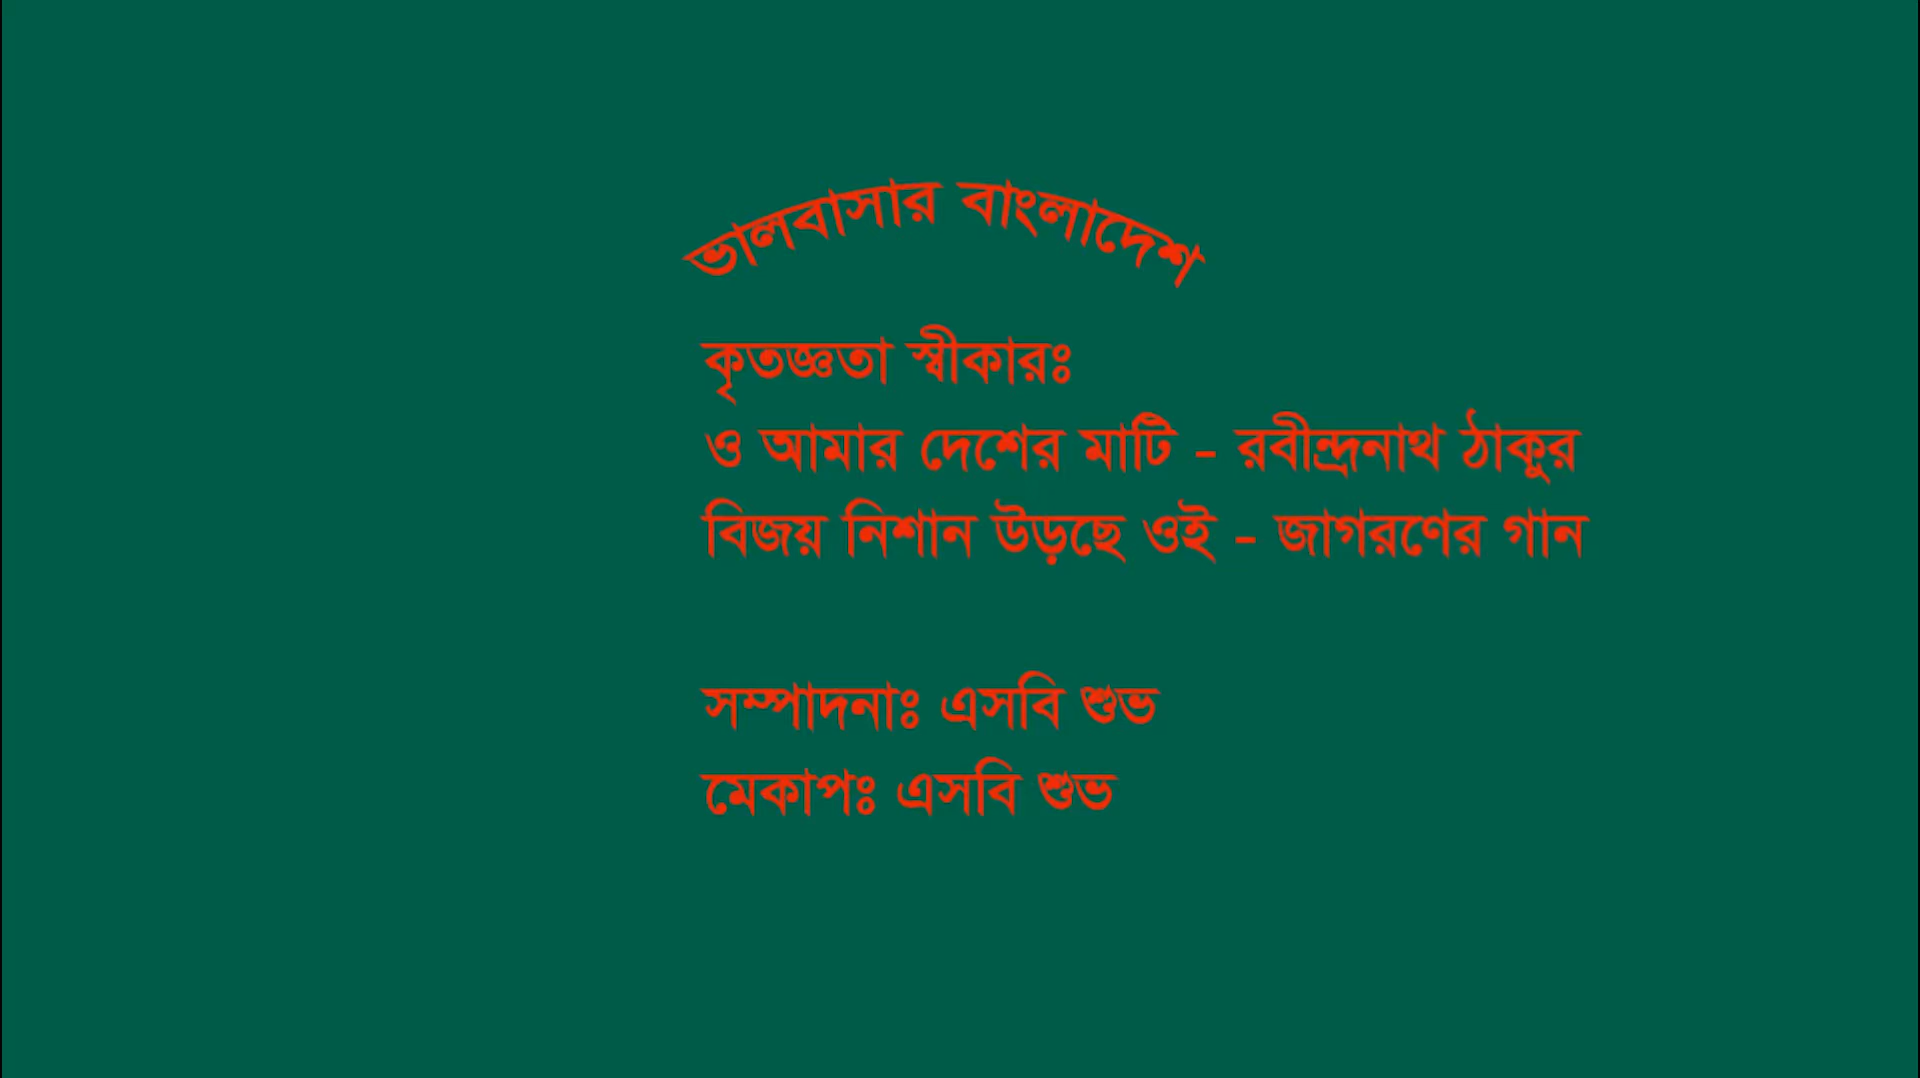 ভালবাসার বাংলাদেশ
কৃতজ্ঞতা স্বীকারঃ
ও আমার দেশের মাটি - রবীন্দ্রনাথ ঠাকুর
বিজয় নিশান উড়ছে ওই - জাগরণের গান
সম্পাদনাঃ এসবি শুভ
মেকাপঃ এসবি শুভ